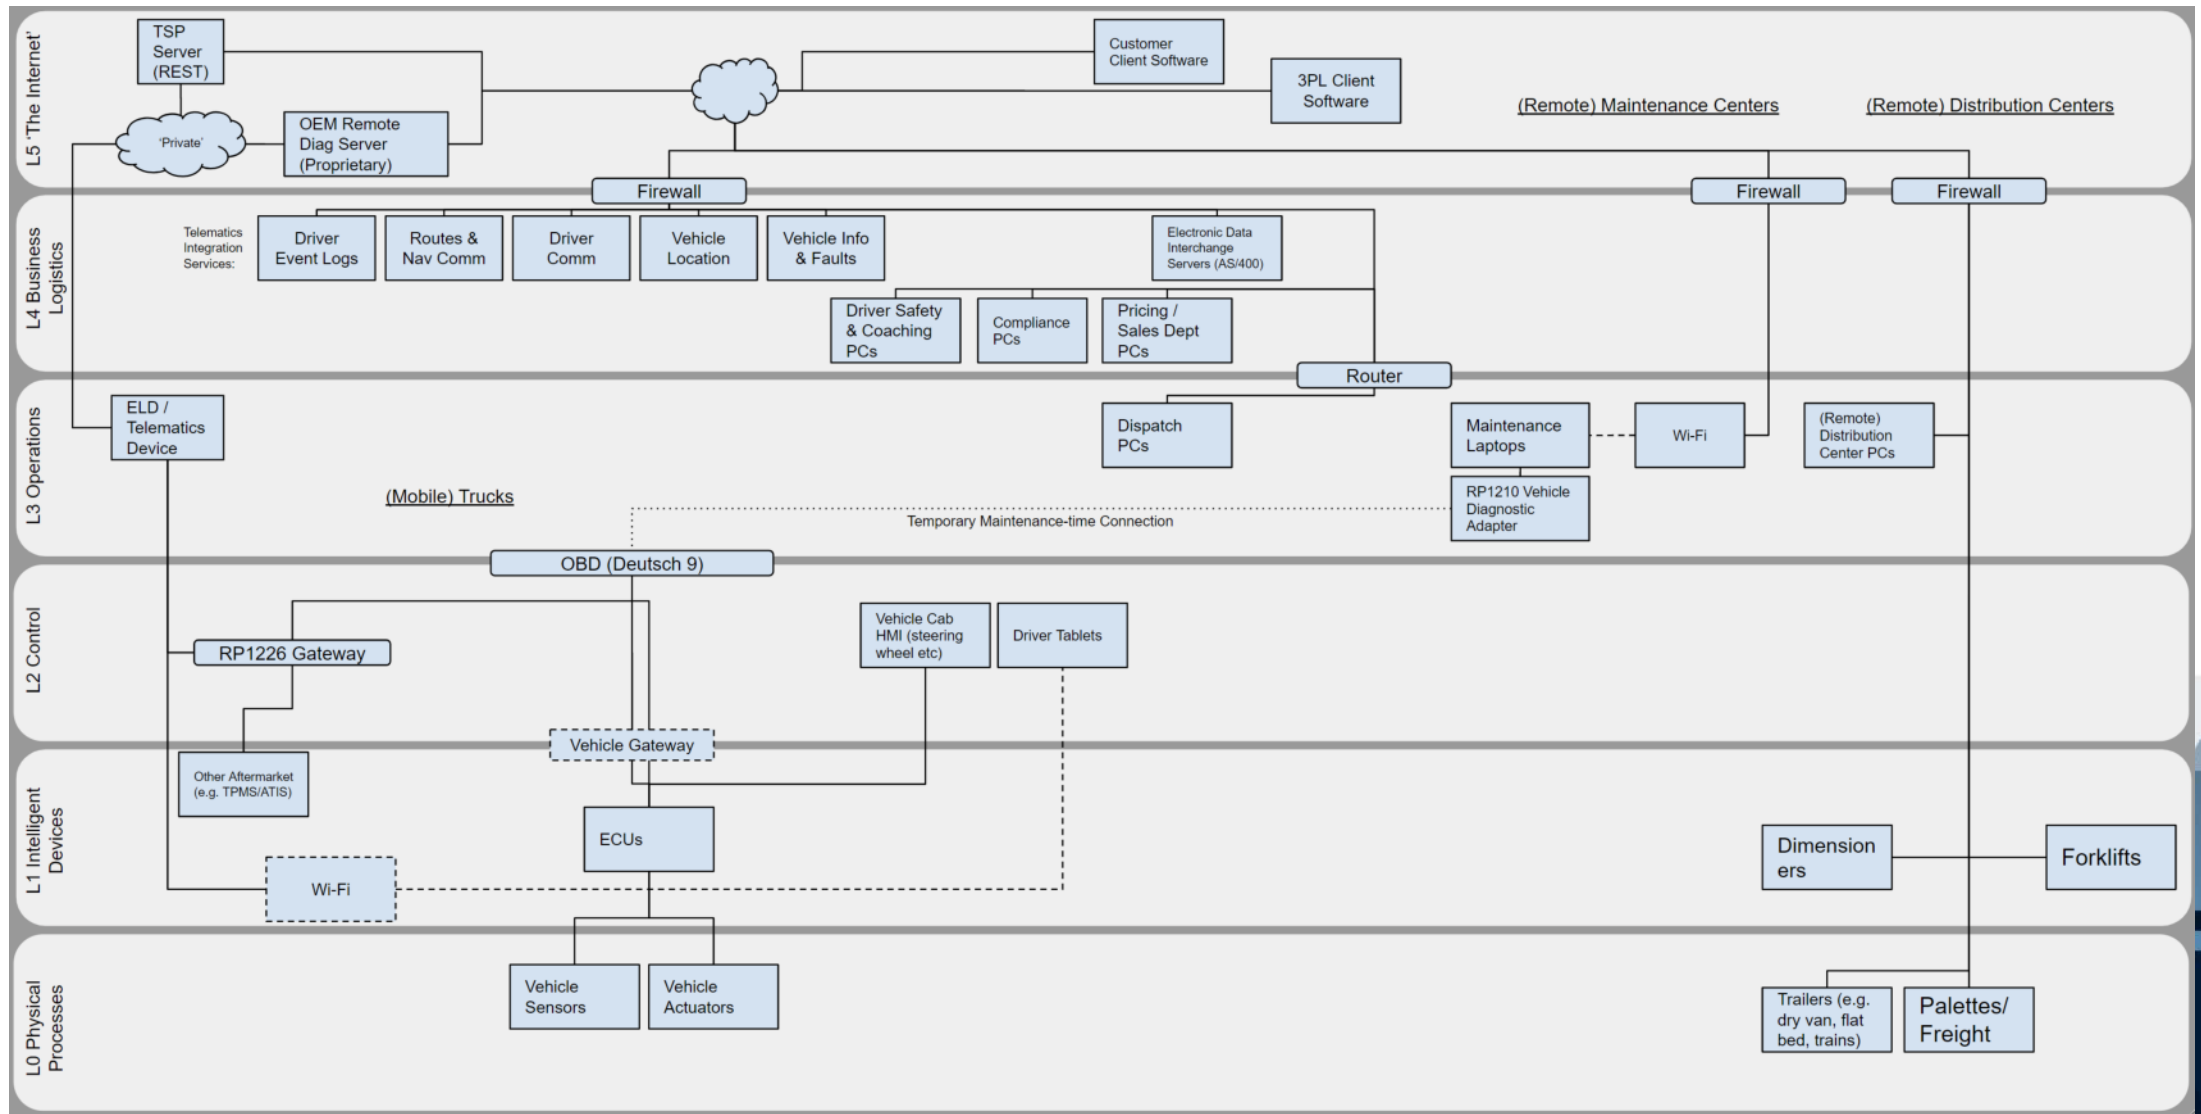 L5 'The Internet'
TSP
Server
(REST)
'Private'
OEM Remote
Diag Server
(Proprietary)
Customer
Client Software
3PL Client
Software
(Remote) Maintenance Centers
(Remote) Distribution Centers
Firewall
Firewall
Firewall
L4 Business
Logistics
Telematics
Integration
Services:
Driver
Event Logs
Routes &
Nav Comm
Driver
Comm
Vehicle
Location
Vehicle Info
& Faults
Electronic Data
Interchange
Servers (AS/400)
Driver Safety
& Coaching
PCs
Compliance
PCs
Pricing /
Sales Dept
PCs
Router
L3 Operations
ELD /
Telematics
Device
(Mobile) Trucks
Dispatch
PCs
Maintenance
Laptops
Wi-Fi
(Remote)
Distribution
Center PCs
RP1210 Vehicle
Diagnostic
Adapter
Temporary Maintenance-time Connection
OBD (Deutsch 9)
L2 Control
RP1226 Gateway
Vehicle Cab
HMI (steering
wheel etc)
Driver Tablets
Vehicle Gateway
L1 Intelligent
Devices
Other Aftermarket
(e.g. TPMS/ATIS)
ECUs
Wi-Fi
Dimension
ers
Forklifts
L0 Physical
Processes
Vehicle
Sensors
Vehicle
Actuators
Trailers (e.g.
dry van, flat
bed, trains)
Palettes/
Freight